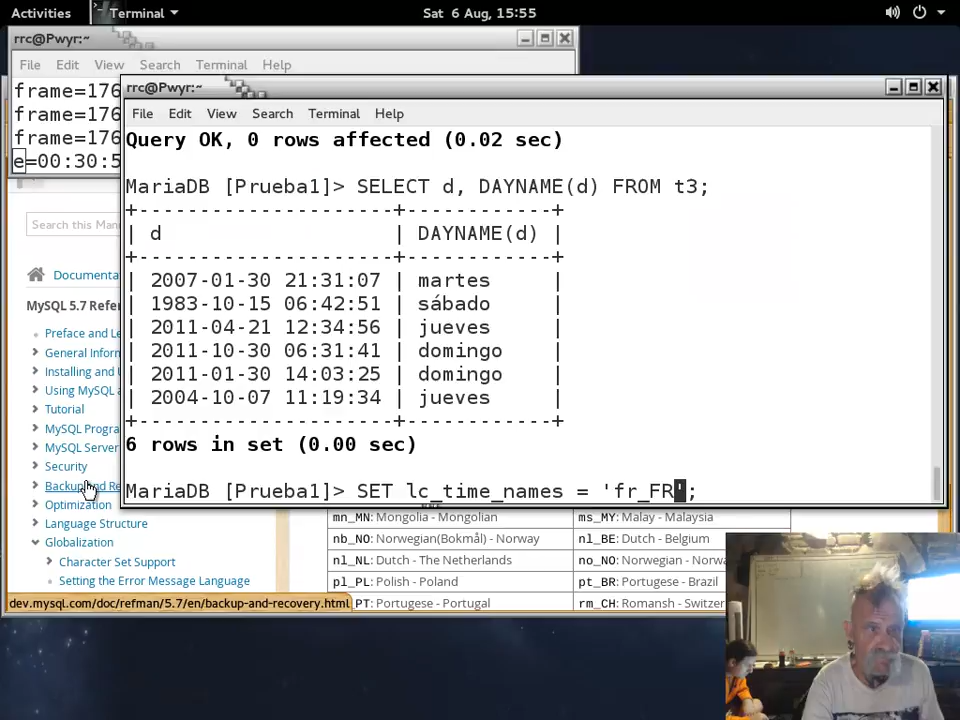 Activities Terminal Sat 6 Aug, 15:55
rrc@Pwyr:~
File Edit View Search Terminal Help
frame=176
frame=176
frame=176
e=00:30:5
rrc@Pwyr:~
File Edit View Search Terminal Help
Query OK, 0 rows affected (0.02 sec)
MariaDB [Prueba1]> SELECT d, DAYNAME(d) FROM t3;
+---------------------+------------+
| d | DAYNAME(d) |
+---------------------+------------+
| 2007-01-30 21:31:07 | martes |
| 1983-10-15 06:42:51 | sábado |
| 2011-04-21 12:34:56 | jueves |
| 2011-10-30 06:31:41 | domingo |
| 2011-01-30 14:03:25 | domingo |
| 2004-10-07 11:19:34 | jueves |
+---------------------+------------+
6 rows in set (0.00 sec)
MariaDB [Prueba1]> SET lc_time_names = 'fr_FR';
Search this Man
Documenta
MySQL 5.7 Refer
Preface and Le
General Inform
Installing and U
Using MySQL a
Tutorial
MySQL Progra
MySQL Server
Security
Backup and Re
Optimization
Language Structure
Globalization
Character Set Support
Setting the Error Message Language
dev.mysql.com/doc/refman/5.7/en/backup-and-recovery.html
mn_MN: Mongolia - Mongolian ms_MY: Malay - Malaysia
nb_NO: Norwegian(Bokmål) - Norway nl_BE: Dutch - Belgium
nl_NL: Dutch - The Netherlands no_NO: Norwegian - Norwa
pl_PL: Polish - Poland pt_BR: Portugese - Brazil
_PT: Portugese - Portugal rm_CH: Romansh - Switzer